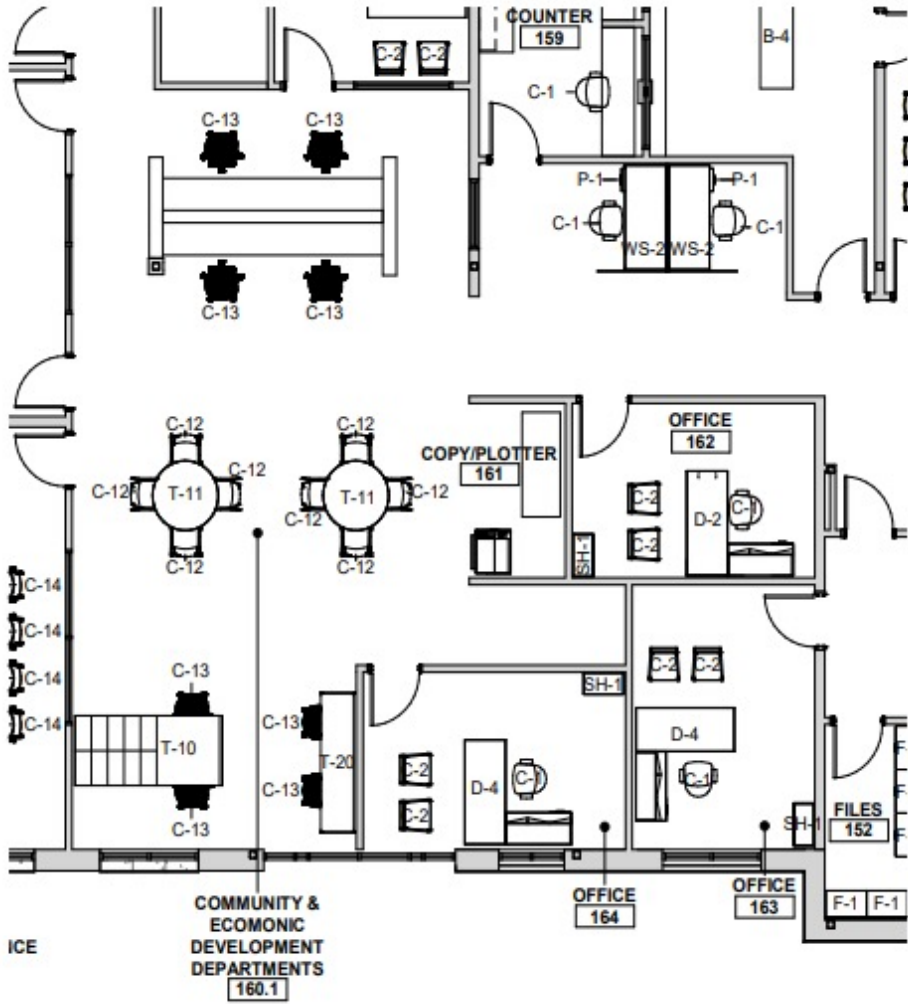 COUNTER
159
C-2 C-2
B-4
C-1
C-13 C-13
P-1 P-1
C-1 C-1
WS-2 WS-2
C-13 C-13
C-12 C-12
OFFICE
162
COPY/PLOTTER
161
C-12 T-11 C-12
C-12 T-11 C-12
C-2 D-2 C-1
C-2
SH-1
C-12 C-12
C-14
C-14
C-14
C-14
C-13
C-2 C-2
SH-1
C-13
T-10
T-20
D-4
C-2 D-4 C-1
C-13
C-1
C-2
C-13
SH-1
FILES
152
F-
F-
F-
F-1 F-1
OFFICE
164
OFFICE
163
COMMUNITY &
ECOMONIC
DEVELOPMENT
DEPARTMENTS
160.1
ICE